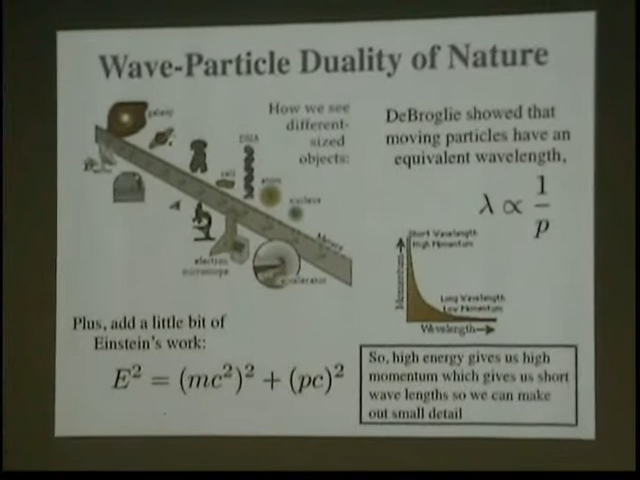 Wave-Particle Duality of Nature
How we see
different-
sized
objects:
galaxy
DNA
cell
atom
nucleus
electron
microscope
accelerator
DeBroglie showed that
moving particles have an
equivalent wavelength,
λ ∝ 1/p
Short Wavelength
High Momentum
Momentum
Long Wavelength
Low Momentum
Wavelength
Plus, add a little bit of
Einstein's work:
E² = (mc²)² + (pc)²
So, high energy gives us high
momentum which gives us short
wave lengths so we can make
out small detail